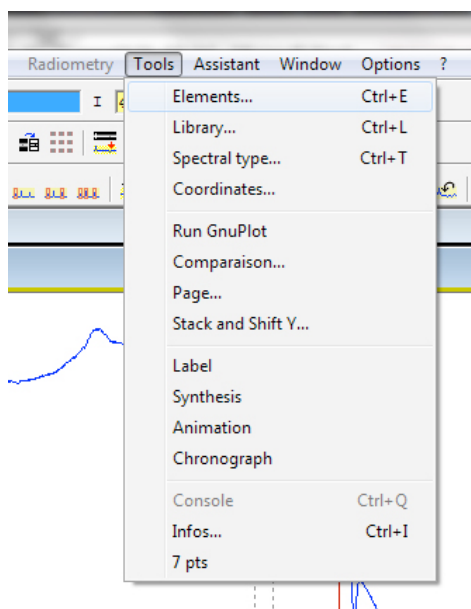 Radiometry Tools Assistant Window Options ?
I
Elements... Ctrl+E
Library... Ctrl+L
Spectral type... Ctrl+T
Coordinates...
Run GnuPlot
Comparaison...
Page...
Stack and Shift Y...
Label
Synthesis
Animation
Chronograph
Console Ctrl+Q
Infos... Ctrl+I
7 pts